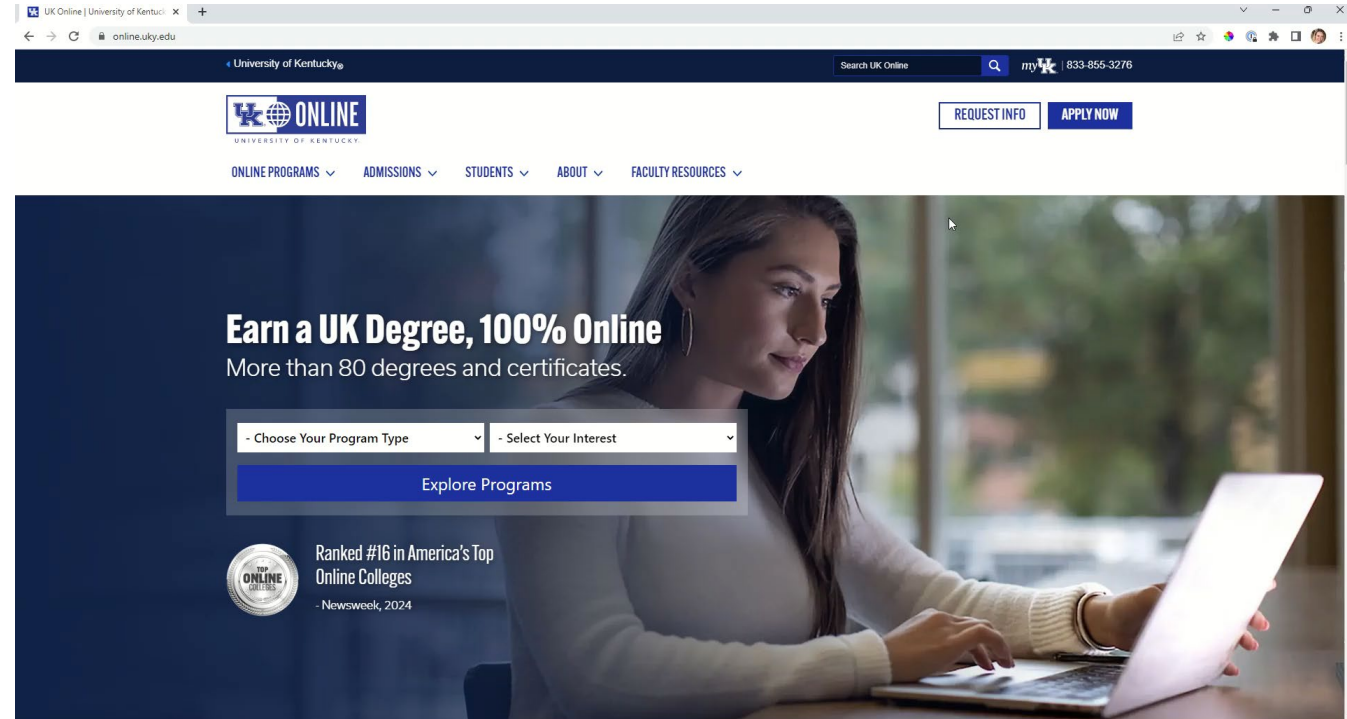 UK Online | University of Kentuc
online.uky.edu
University of Kentucky®
Search UK Online
myUK | 833-855-3276
UK ONLINE
UNIVERSITY OF KENTUCKY.
REQUEST INFO
APPLY NOW
ONLINE PROGRAMS
ADMISSIONS
STUDENTS
ABOUT
FACULTY RESOURCES
Earn a UK Degree, 100% Online
More than 80 degrees and certificates.
- Choose Your Program Type
- Select Your Interest
Explore Programs
TOP
ONLINE
COLLEGES
Ranked #16 in America's Top
Online Colleges
- Newsweek, 2024